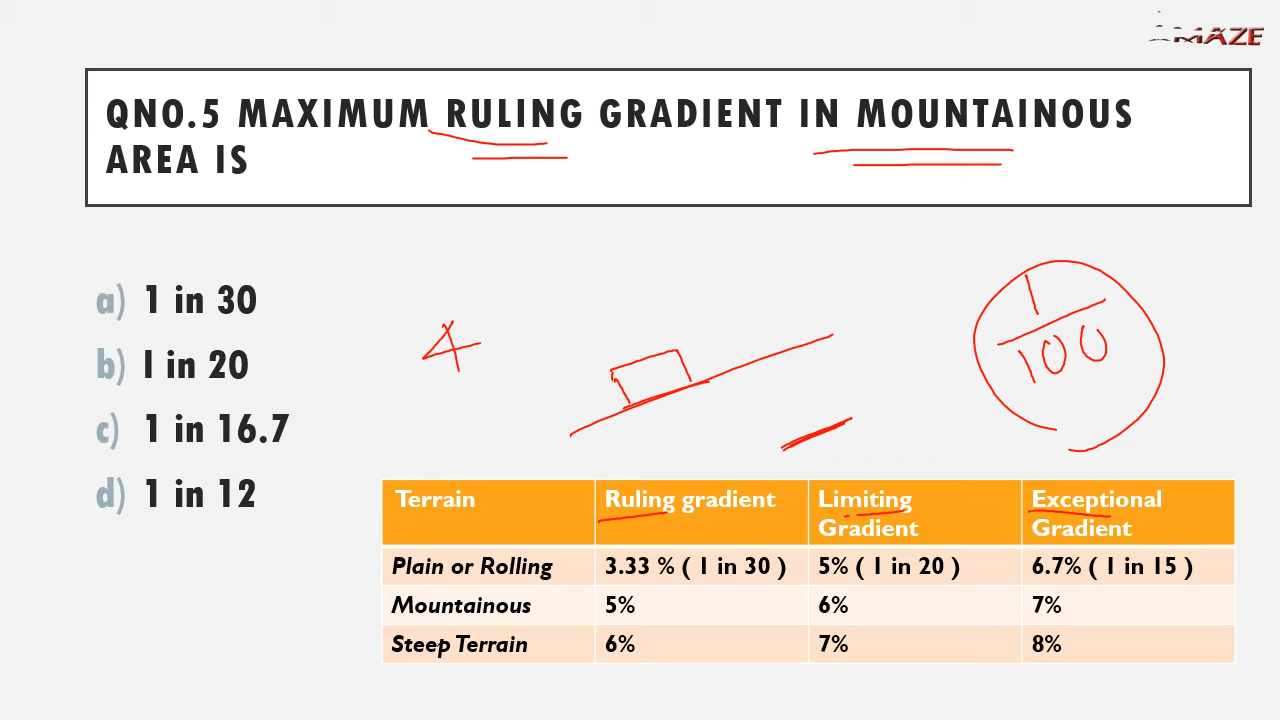 MAZE
QNO.5 MAXIMUM RULING GRADIENT IN MOUNTAINOUS
AREA IS
a) 1 in 30
b) I in 20
c) 1 in 16.7
d) 1 in 12
4
1
100
Terrain Ruling gradient Limiting Gradient Exceptional Gradient
Plain or Rolling 3.33 % ( 1 in 30 ) 5% ( 1 in 20 ) 6.7% ( 1 in 15 )
Mountainous 5% 6% 7%
Steep Terrain 6% 7% 8%